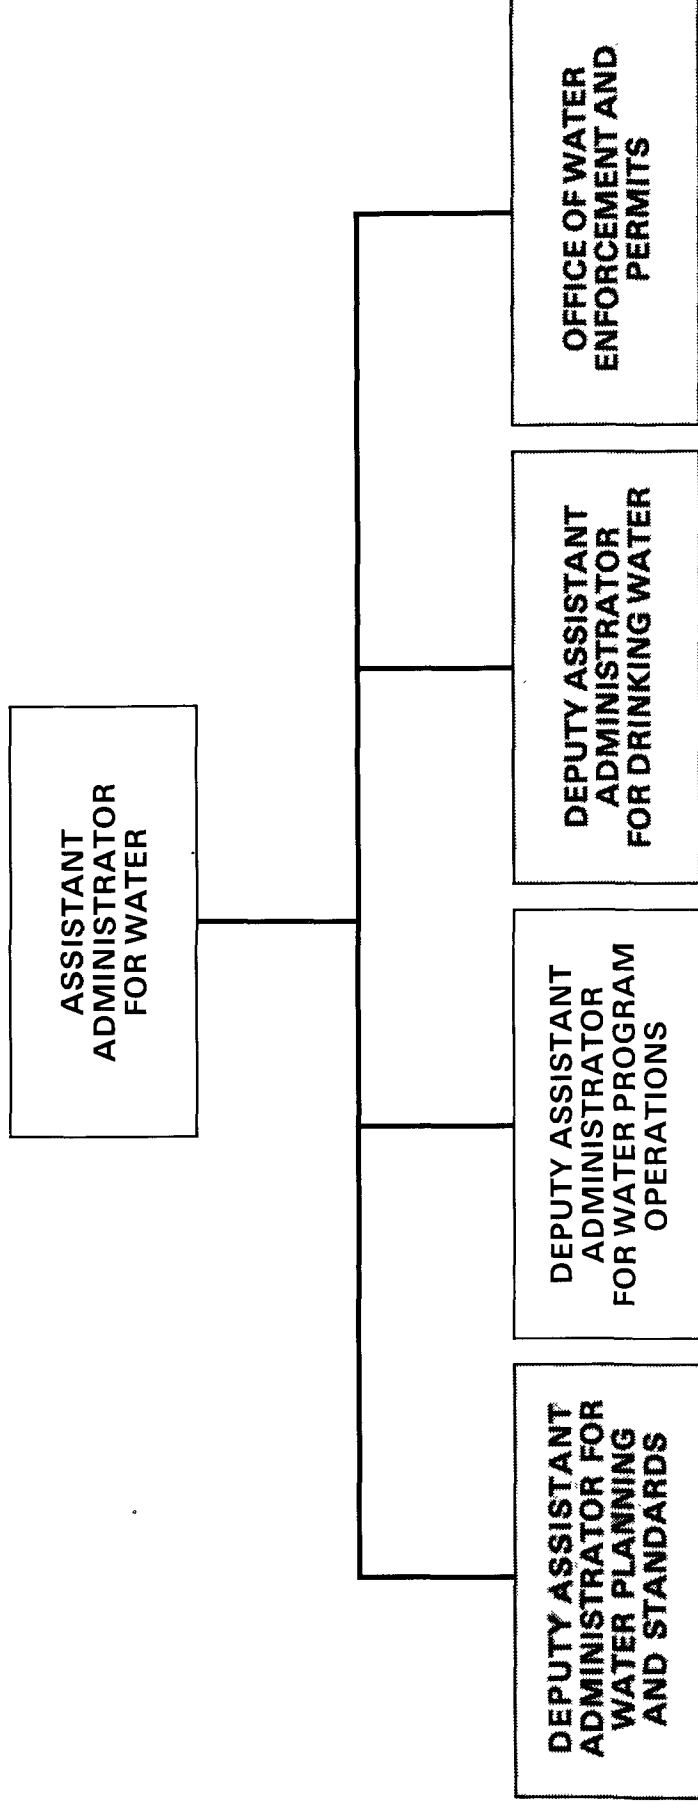 ASSISTANT
ADMINISTRATOR
FOR WATER
DEPUTY ASSISTANT
ADMINISTRATOR FOR
WATER PLANNING
AND STANDARDS
DEPUTY ASSISTANT
ADMINISTRATOR
FOR WATER PROGRAM
OPERATIONS
DEPUTY ASSISTANT
ADMINISTRATOR
FOR DRINKING WATER
OFFICE OF WATER
ENFORCEMENT AND
PERMITS